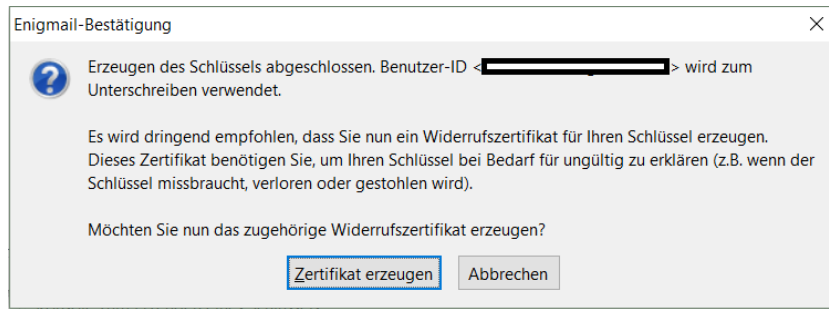 Enigmail-Bestätigung
Erzeugen des Schlüssels abgeschlossen. Benutzer-ID < > wird zum
Unterschreiben verwendet.
Es wird dringend empfohlen, dass Sie nun ein Widerrufszertifikat für Ihren Schlüssel erzeugen.
Dieses Zertifikat benötigen Sie, um Ihren Schlüssel bei Bedarf für ungültig zu erklären (z.B. wenn der
Schlüssel missbraucht, verloren oder gestohlen wird).
Möchten Sie nun das zugehörige Widerrufszertifikat erzeugen?
Zertifikat erzeugen Abbrechen